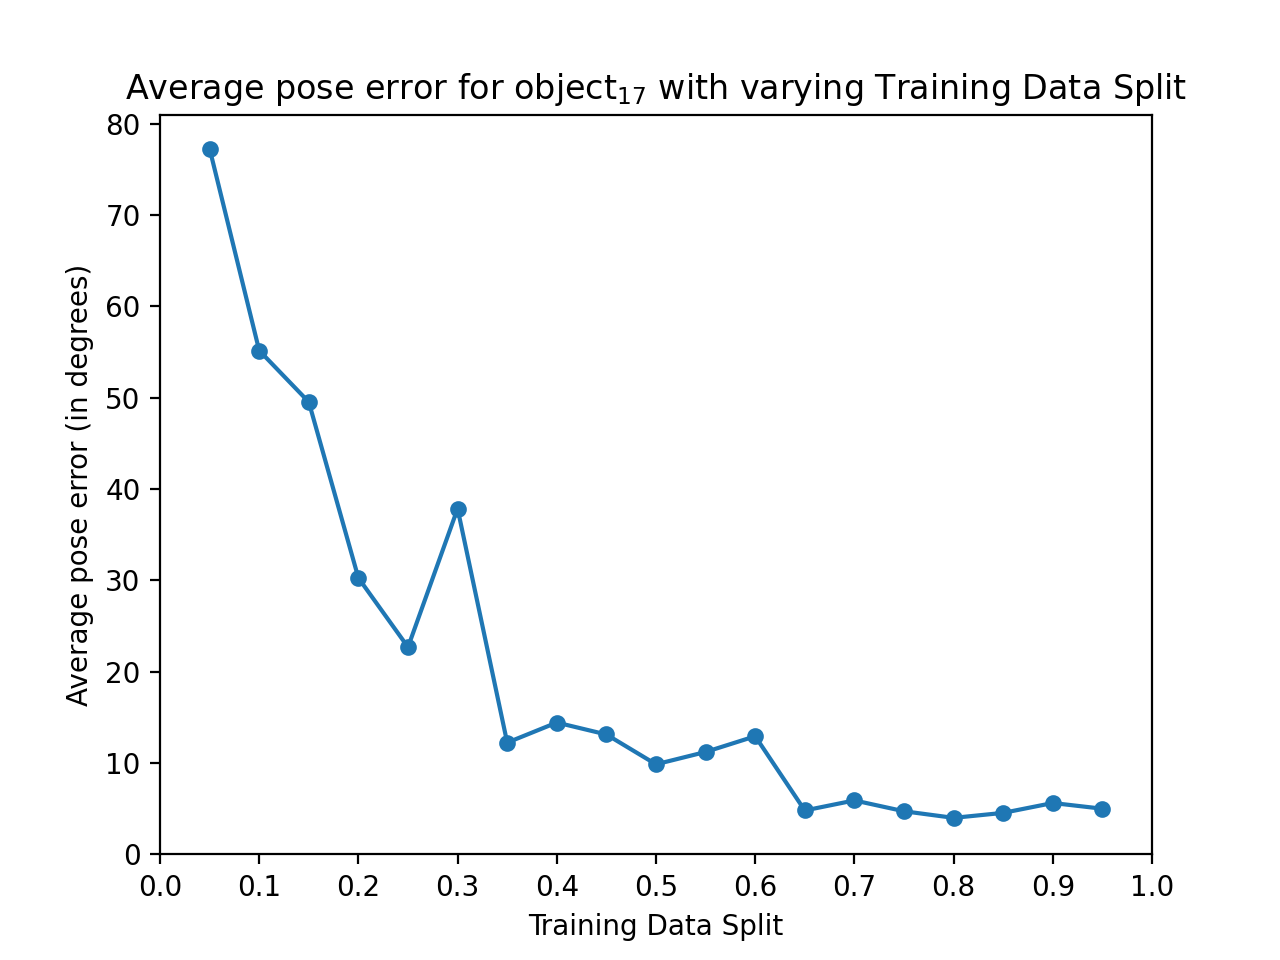 Average pose error for object₁₇ with varying Training Data Split
80
70
60
50
40
30
20
10
0
Average pose error (in degrees)
0.0 0.1 0.2 0.3 0.4 0.5 0.6 0.7 0.8 0.9 1.0
Training Data Split